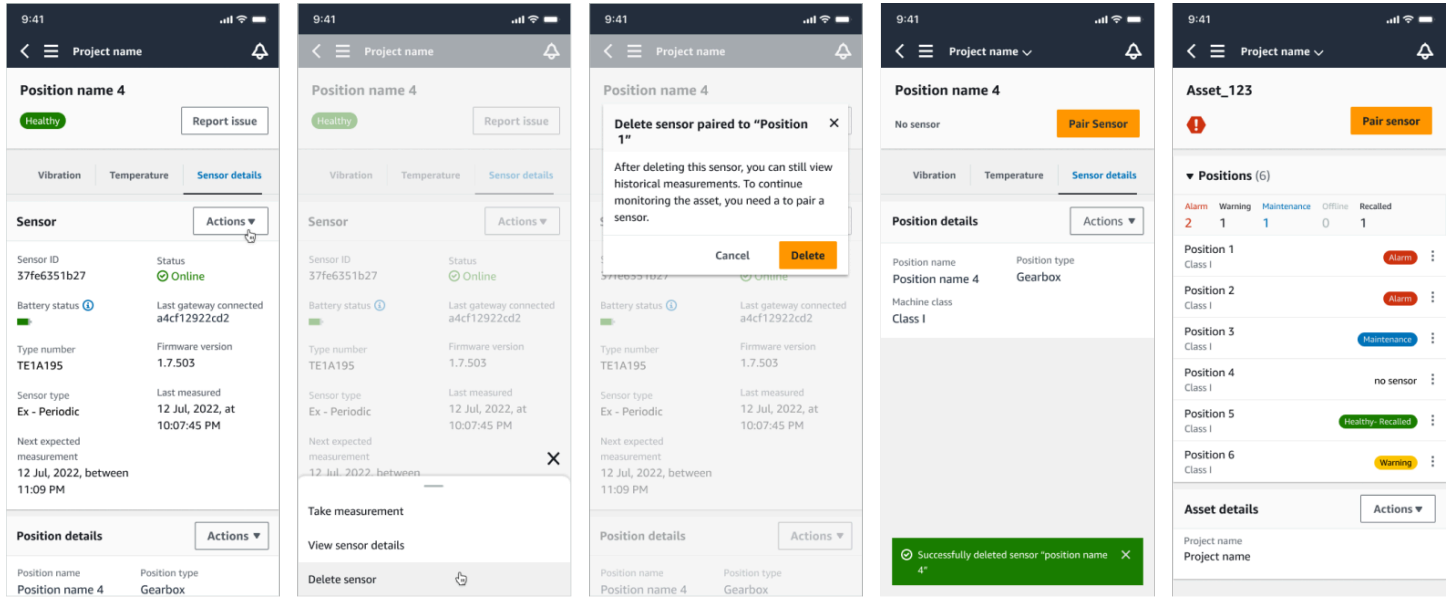 9:41
Project name
Position name 4
Healthy
Report issue
Vibration
Temperature
Sensor details
Sensor
Actions ▼
Sensor ID
37fe6351b27
Status
Online
Battery status
Last gateway connected
a4cf12922cd2
Type number
TE1A195
Firmware version
1.7.503
Sensor type
Ex - Periodic
Last measured
12 Jul, 2022, at
10:07:45 PM
Next expected
measurement
12 Jul, 2022, between
11:09 PM
Position details
Actions ▼
Position name
Position name 4
Position type
Gearbox
9:41
Project name
Position name 4
Healthy
Report issue
Vibration
Temperature
Sensor details
Sensor
Actions ▼
Sensor ID
37fe6351b27
Status
Online
Battery status
Last gateway connected
a4cf12922cd2
Type number
TE1A195
Firmware version
1.7.503
Sensor type
Ex - Periodic
Last measured
12 Jul, 2022, at
10:07:45 PM
Next expected
measurement
12 Jul, 2022, between
Take measurement
View sensor details
Delete sensor
9:41
Project name
Position name 4
Delete sensor paired to “Position
1”
After deleting this sensor, you can still view
historical measurements. To continue
monitoring the asset, you need a to pair a
sensor.
Cancel
Delete
37fe6351b27
Online
Battery status
Last gateway connected
a4cf12922cd2
Type number
TE1A195
Firmware version
1.7.503
Sensor type
Ex - Periodic
Last measured
12 Jul, 2022, at
10:07:45 PM
Next expected
measurement
12 Jul, 2022, between
11:09 PM
Position details
Actions ▼
Position name
Position name 4
Position type
Gearbox
9:41
Project name
Position name 4
No sensor
Pair Sensor
Vibration
Temperature
Sensor details
Position details
Actions ▼
Position name
Position name 4
Position type
Gearbox
Machine class
Class I
Successfully deleted sensor “position name
4”
9:41
Project name
Asset_123
Pair sensor
▼ Positions (6)
Alarm Warning Maintenance Offline Recalled
2 1 1 0 1
Position 1
Class I
Alarm
Position 2
Class I
Alarm
Position 3
Class I
Maintenance
Position 4
Class I
no sensor
Position 5
Class I
Healthy- Recalled
Position 6
Class I
Warning
Asset details
Actions ▼
Project name
Project name